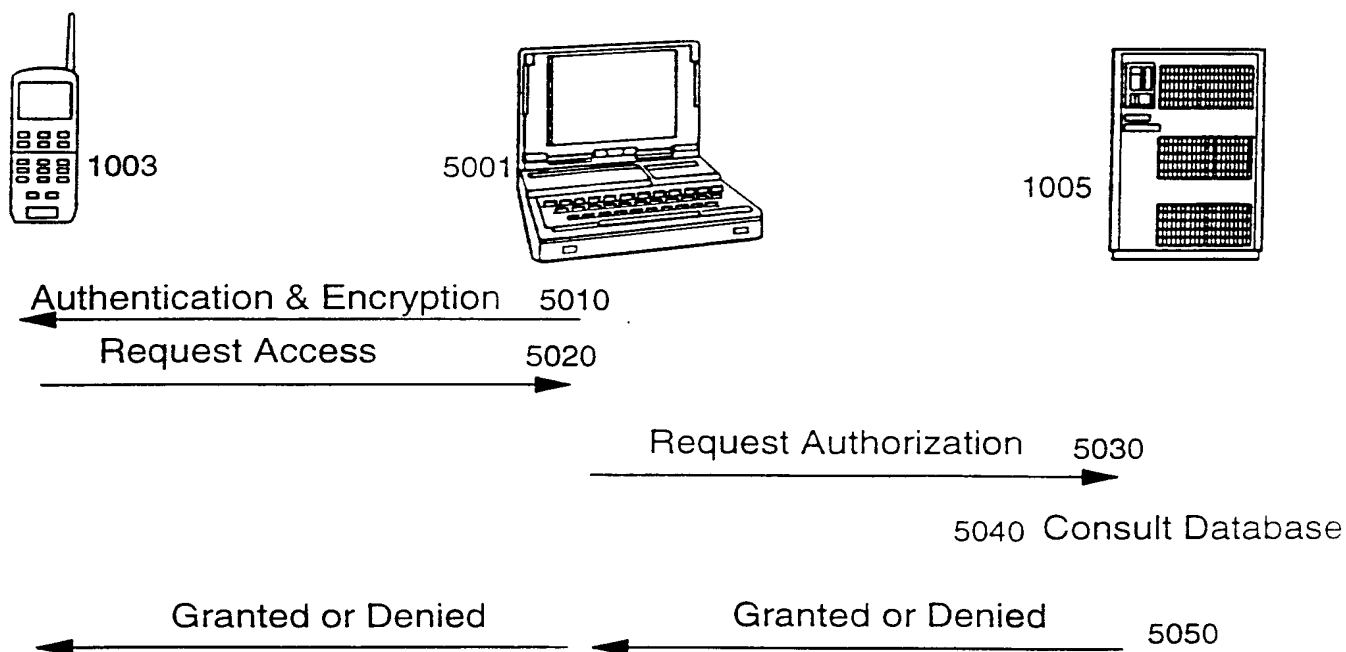 1003
5001
1005
Authentication & Encryption 5010
Request Access 5020
Request Authorization 5030
5040 Consult Database
Granted or Denied Granted or Denied 5050